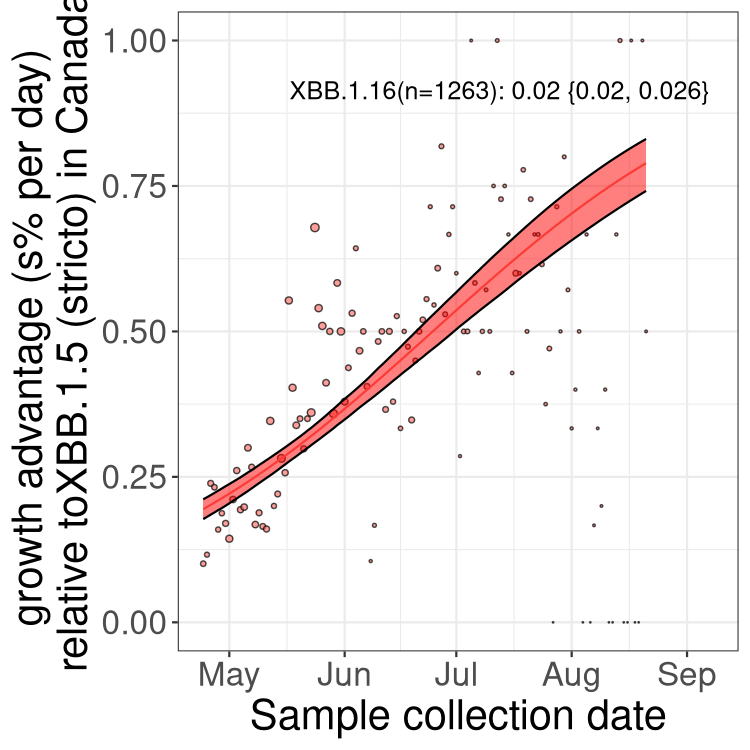 growth advantage (s% per day)
relative toXBB.1.5 (stricto) in Canada
1.00
0.75
0.50
0.25
0.00
XBB.1.16(n=1263): 0.02 {0.02, 0.026}
May Jun Jul Aug Sep
Sample collection date